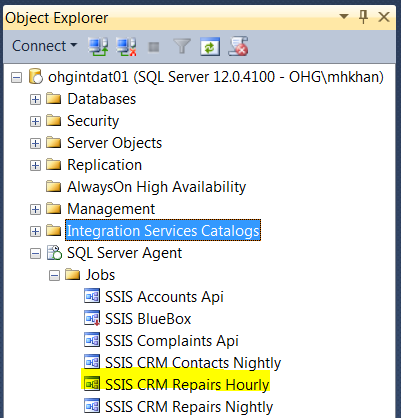 Object Explorer
Connect
ohgintdat01 (SQL Server 12.0.4100 - OHG\mhkhan)
Databases
Security
Server Objects
Replication
AlwaysOn High Availability
Management
Integration Services Catalogs
SQL Server Agent
Jobs
SSIS Accounts Api
SSIS BlueBox
SSIS Complaints Api
SSIS CRM Contacts Nightly
SSIS CRM Repairs Hourly
SSIS CRM Repairs Nightly